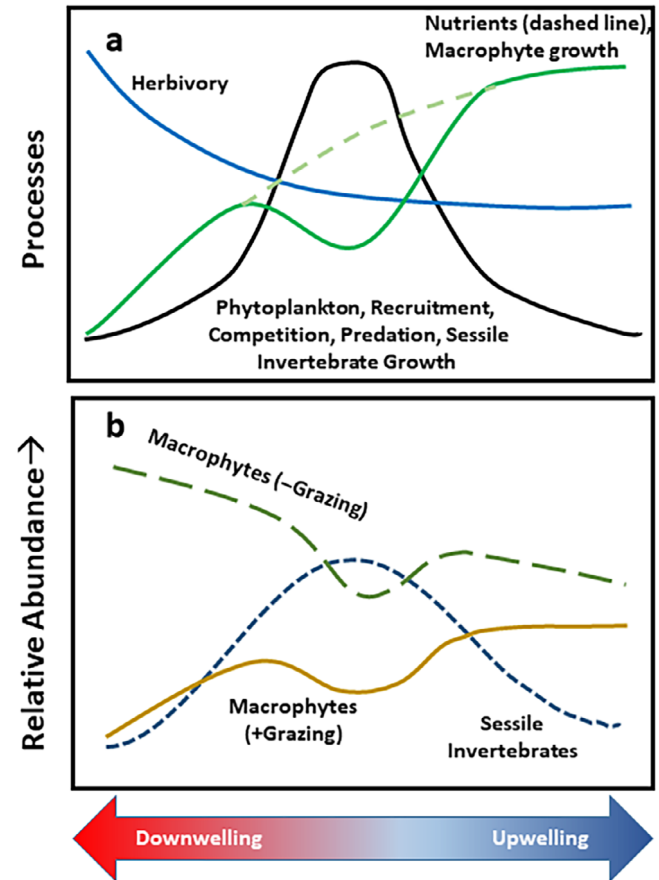 a
Nutrients (dashed line),
Macrophyte growth
Herbivory
Processes
Phytoplankton, Recruitment,
Competition, Predation, Sessile
Invertebrate Growth
b
Macrophytes (–Grazing)
Relative Abundance→
Macrophytes
(+Grazing)
Sessile
Invertebrates
Downwelling
Upwelling